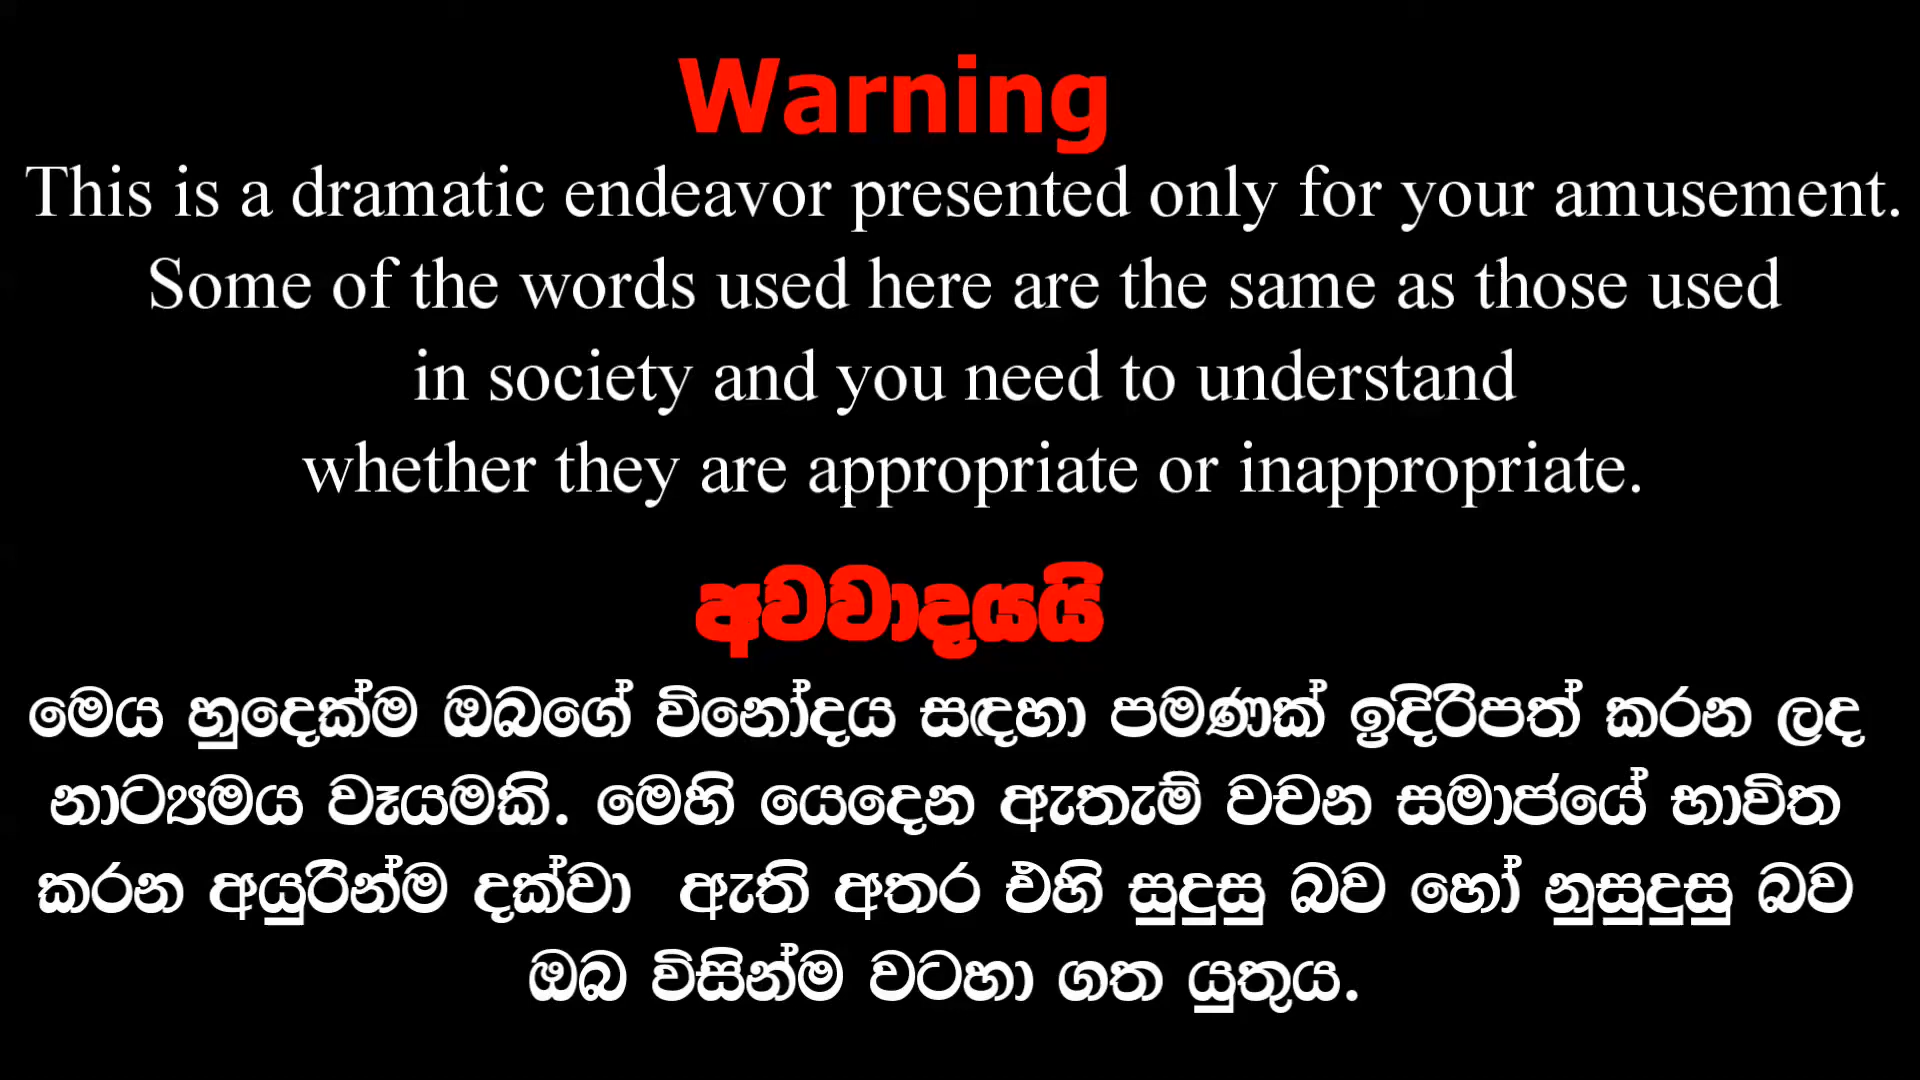 Warning
This is a dramatic endeavor presented only for your amusement.
Some of the words used here are the same as those used
in society and you need to understand
whether they are appropriate or inappropriate.
අවවාදයයි
මෙය හුදෙක්ම ඔබගේ විනෝදය සඳහා පමණක් ඉදිරිපත් කරන ලද
නාට්‍යමය වෑයමකි. මෙහි යෙදෙන ඇතැම් වචන සමාජයේ භාවිත
කරන අයුරින්ම දක්වා ඇති අතර එහි සුදුසු බව හෝ නුසුදුසු බව
ඔබ විසින්ම වටහා ගත යුතුය.